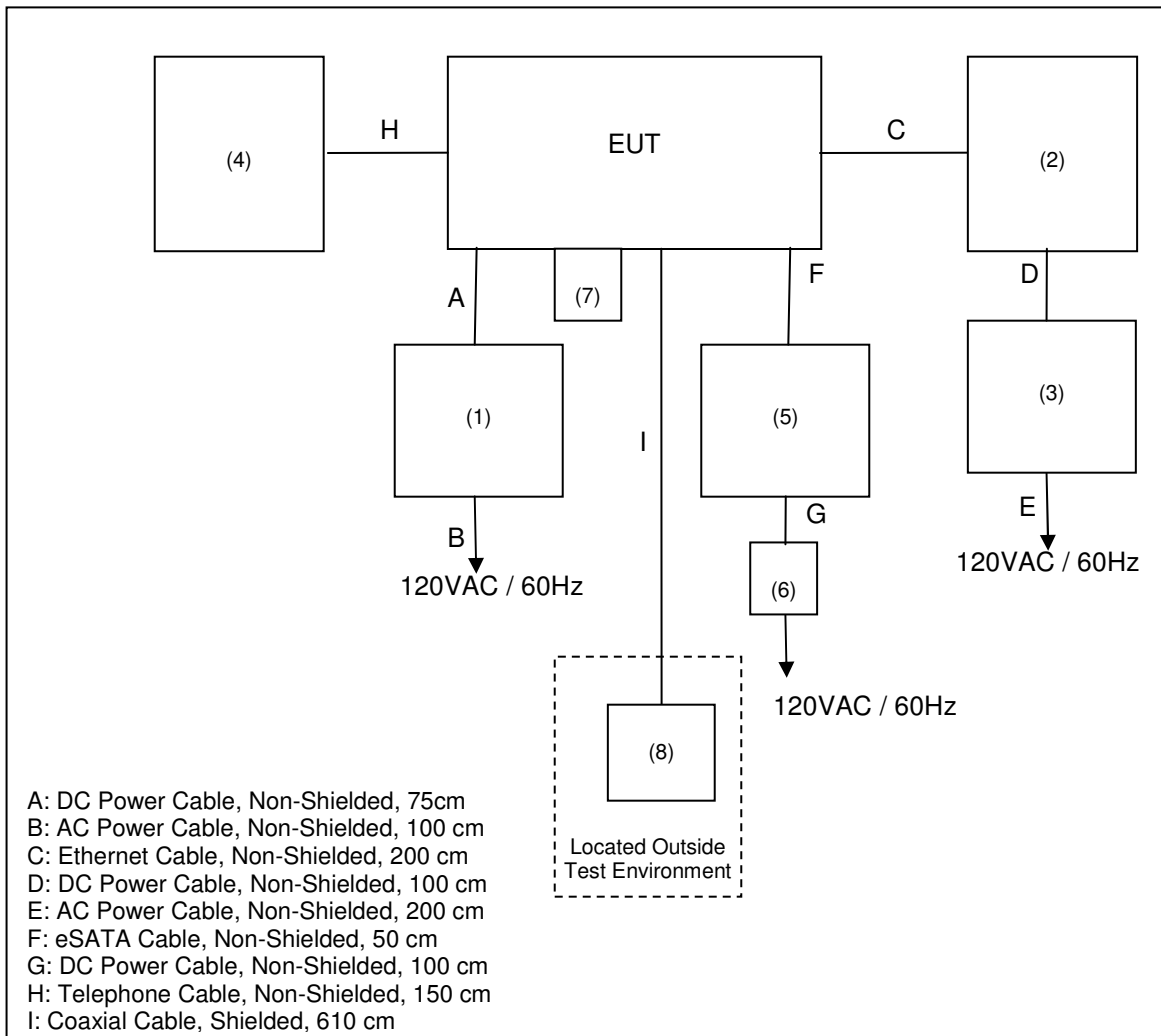 H
EUT
C
(4)
(2)
A
(7)
F
D
(1)
I
(5)
(3)
B
G
E
120VAC / 60Hz
(6)
120VAC / 60Hz
120VAC / 60Hz
(8)
Located Outside
Test Environment
A: DC Power Cable, Non-Shielded, 75cm
B: AC Power Cable, Non-Shielded, 100 cm
C: Ethernet Cable, Non-Shielded, 200 cm
D: DC Power Cable, Non-Shielded, 100 cm
E: AC Power Cable, Non-Shielded, 200 cm
F: eSATA Cable, Non-Shielded, 50 cm
G: DC Power Cable, Non-Shielded, 100 cm
H: Telephone Cable, Non-Shielded, 150 cm
I: Coaxial Cable, Shielded, 610 cm